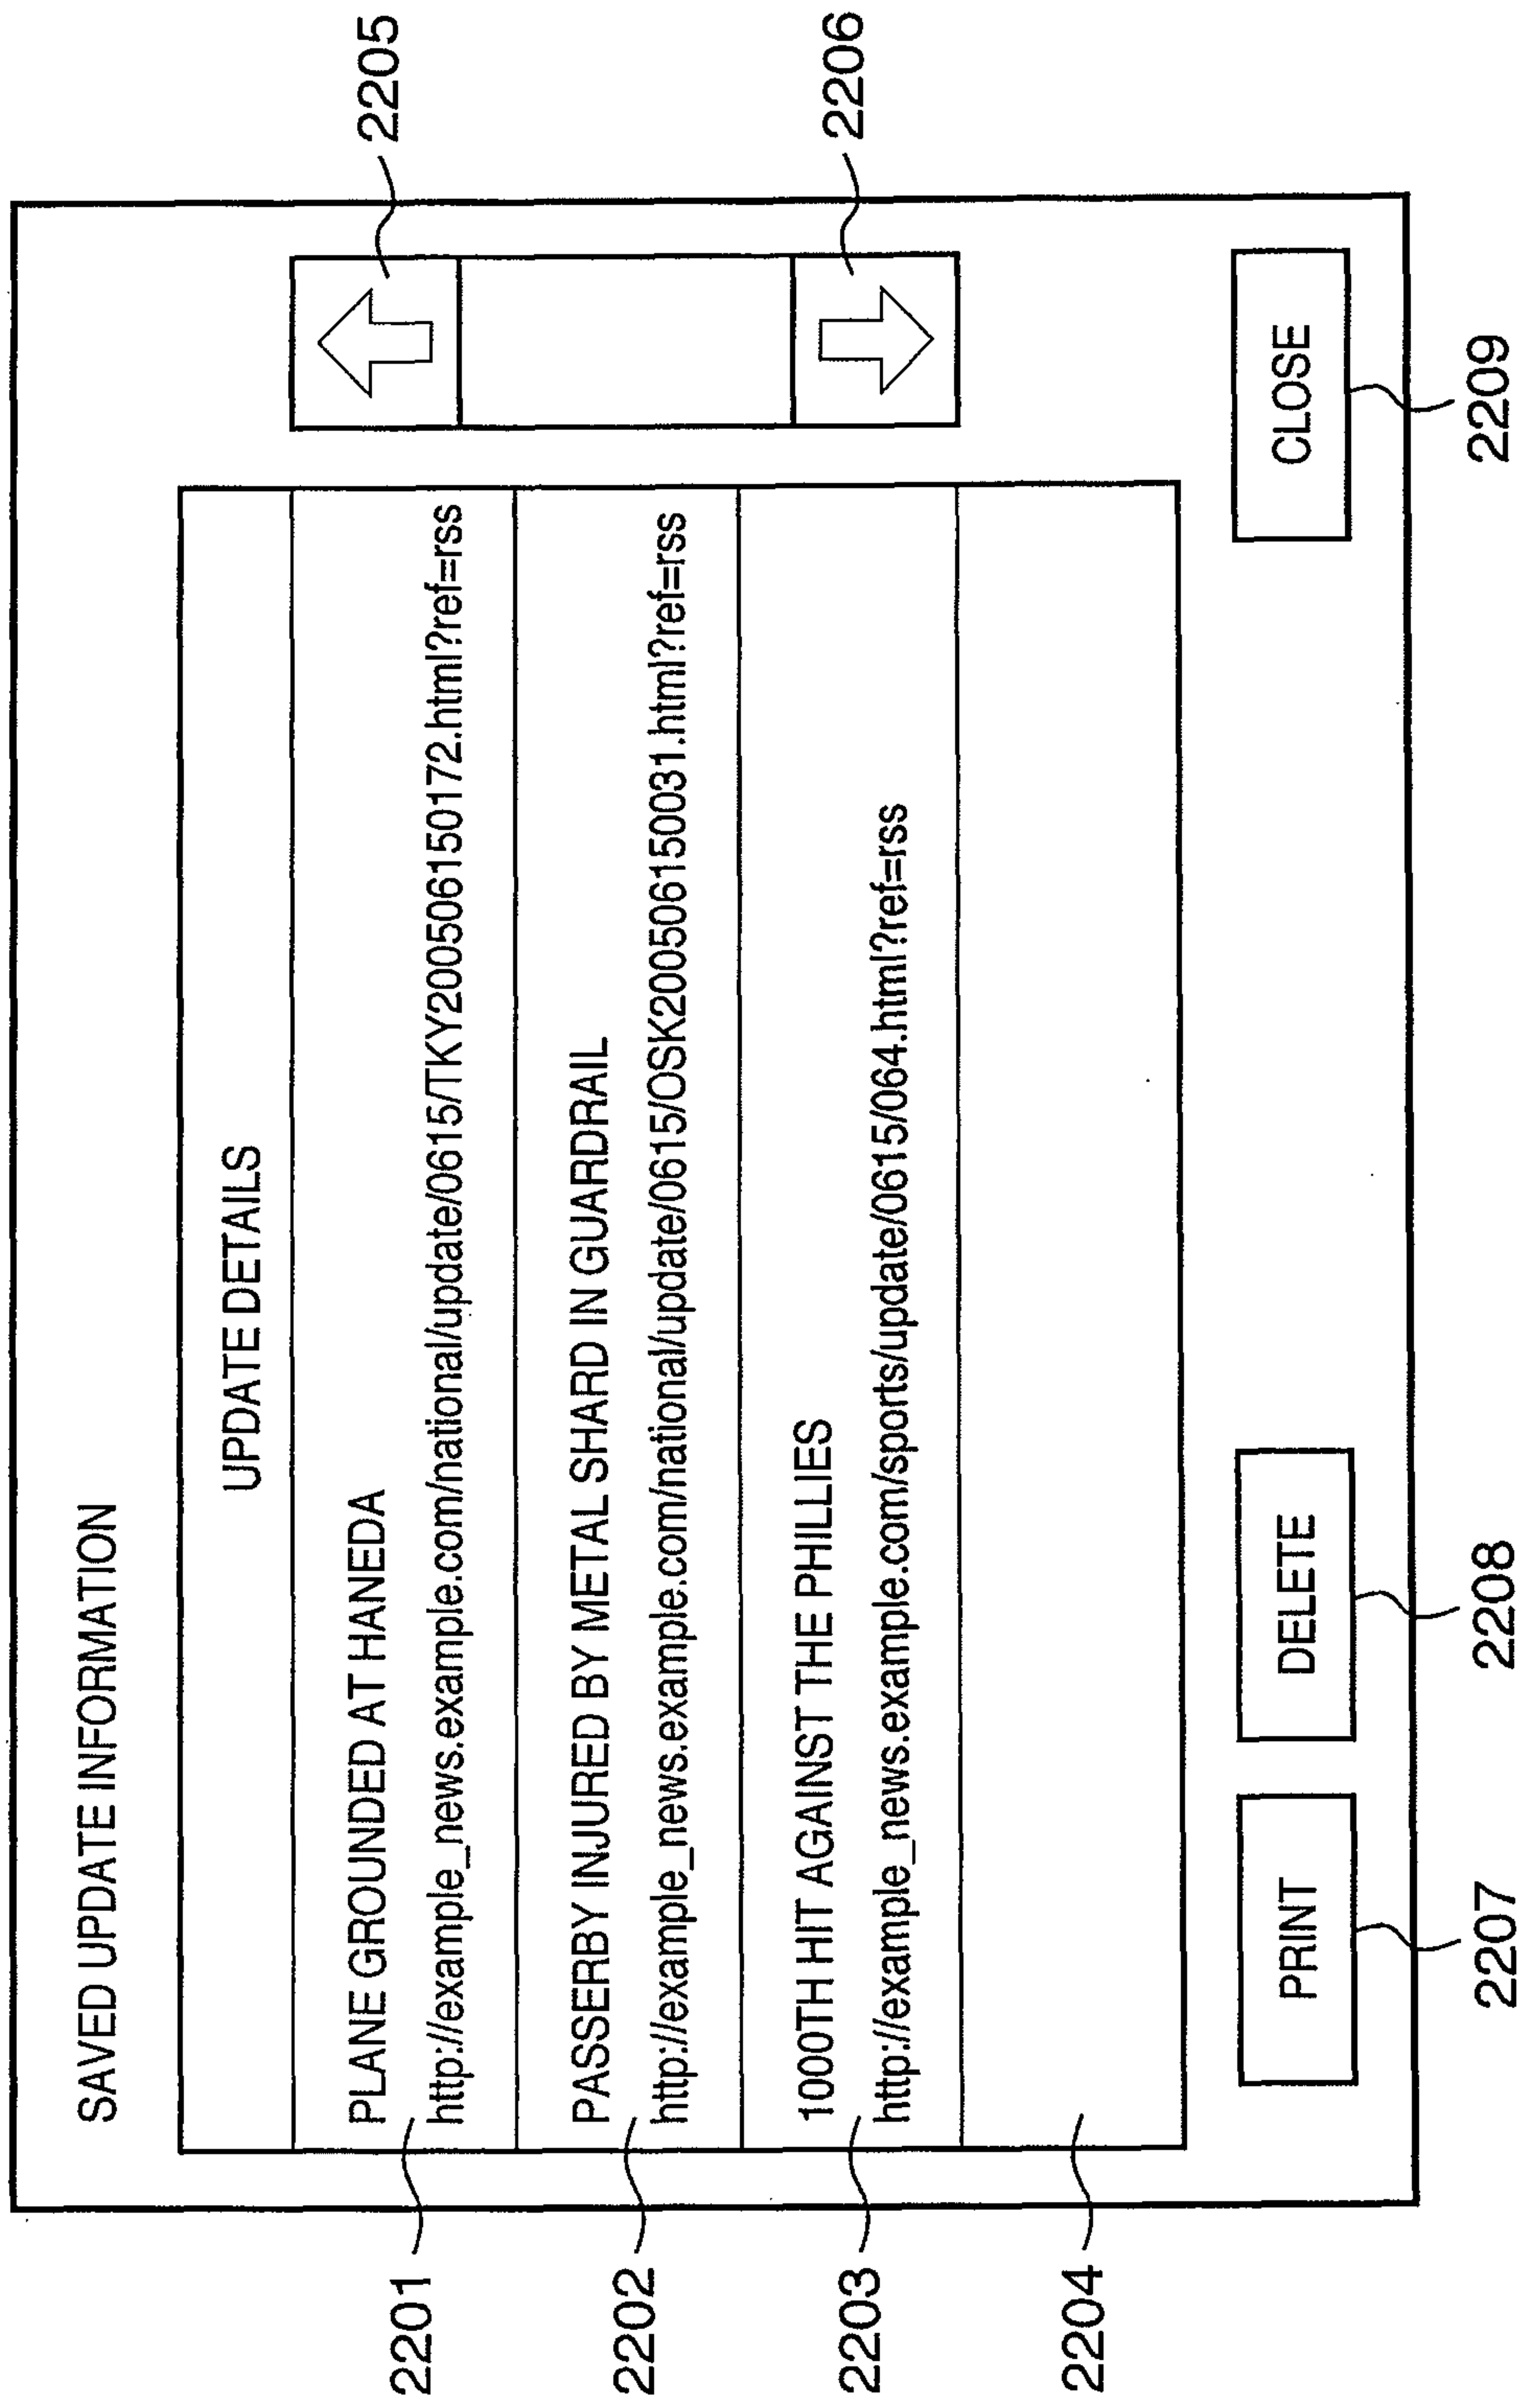 SAVED UPDATE INFORMATION
UPDATE DETAILS
2201
PLANE GROUNDED AT HANEDA
http://example_news.example.com/national/update/0615/TKY200506150172.html?ref=rss
2205
2202
PASSERBY INJURED BY METAL SHARD IN GUARDRAIL
http://example_news.example.com/national/update/0615/OSK200506150031.html?ref=rss
2203
1000TH HIT AGAINST THE PHILLIES
http://example_news.example.com/sports/update/0615/064.html?ref=rss
2206
2204
PRINT
DELETE
CLOSE
2207
2208
2209